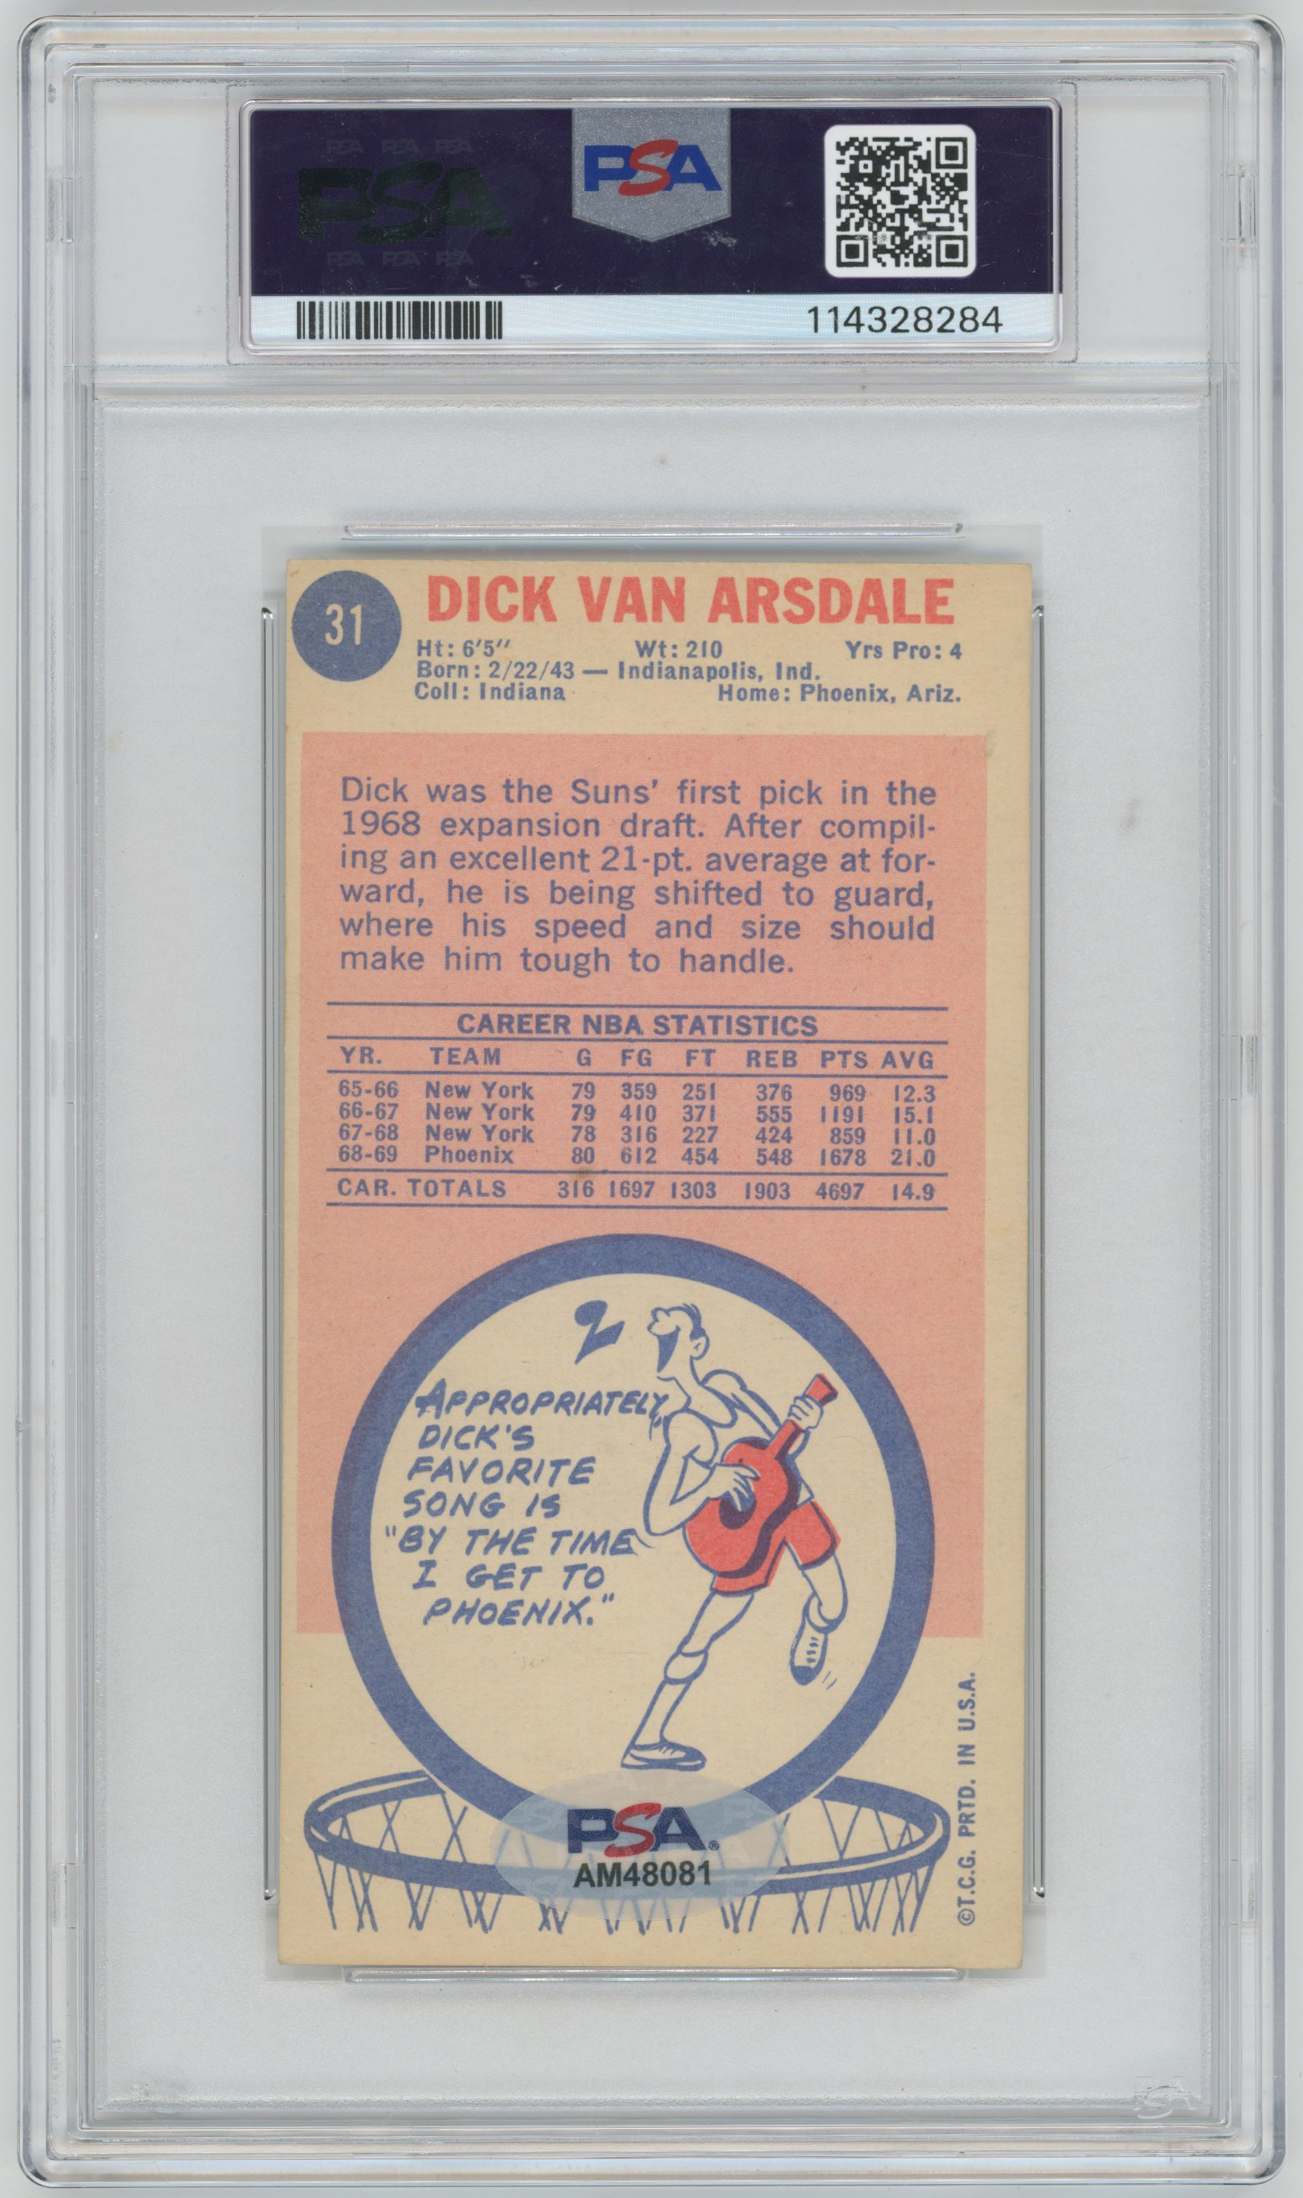 PSA PSA PSA
PSA
PSA PSA PSA
PSA
114328284
31
DICK VAN ARSDALE
Ht: 6'5" Wt: 210 Yrs Pro: 4
Born: 2/22/43 — Indianapolis, Ind.
Coll: Indiana Home: Phoenix, Ariz.
Dick was the Suns' first pick in the
1968 expansion draft. After compil-
ing an excellent 21-pt. average at for-
ward, he is being shifted to guard,
where his speed and size should
make him tough to handle.
CAREER NBA STATISTICS
YR. TEAM G FG FT REB PTS AVG
65-66 New York 79 359 251 376 969 12.3
66-67 New York 79 410 371 555 1191 15.1
67-68 New York 78 316 227 424 859 11.0
68-69 Phoenix 80 612 454 548 1678 21.0
CAR. TOTALS 316 1697 1303 1903 4697 14.9
APPROPRIATELY,
DICK'S
FAVORITE
SONG IS
"BY THE TIME
I GET TO
PHOENIX."
©T.C.G. PRTD. IN U.S.A.
PSA®
AM48081
PSA